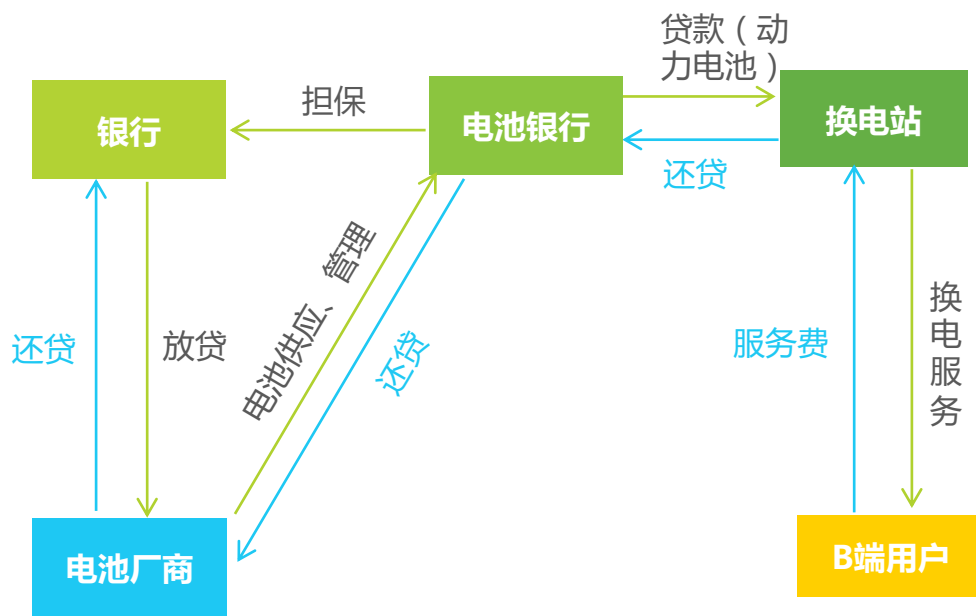 贷款（动
力电池）
担保
银行
电池银行
换电站
还贷
电池供应、管理
还贷
放贷
还贷
服务费
换
电
服
务
电池厂商
B端用户